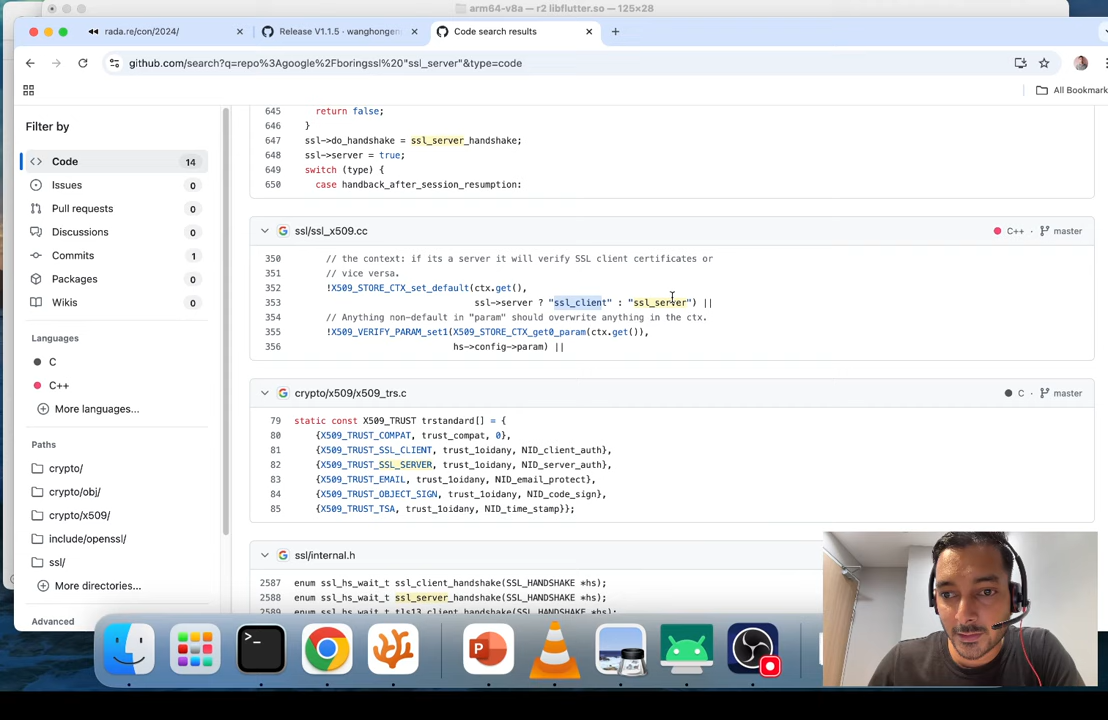 arm64-v8a — r2 libflutter.so — 125×28
rada.re/con/2024/
Release V1.1.5 · wanghongen
Code search results
github.com/search?q=repo%3Agoogle%2Fboringssl%20"ssl_server"&type=code
All Bookmark
Filter by
Code 14
Issues 0
Pull requests 0
Discussions 0
Commits 1
Packages 0
Wikis 0
Languages
C
C++
More languages...
Paths
crypto/
crypto/obj/
crypto/x509/
include/openssl/
ssl/
More directories...
Advanced
645 return false;
646 }
647 ssl->do_handshake = ssl_server_handshake;
648 ssl->server = true;
649 switch (type) {
650 case handback_after_session_resumption:
ssl/ssl_x509.cc
C++ · master
350 // the context: if its a server it will verify SSL client certificates or
351 // vice versa.
352 !X509_STORE_CTX_set_default(ctx.get(),
353 ssl->server ? "ssl_client" : "ssl_server") ||
354 // Anything non-default in "param" should overwrite anything in the ctx.
355 !X509_VERIFY_PARAM_set1(X509_STORE_CTX_get0_param(ctx.get()),
356 hs->config->param) ||
crypto/x509/x509_trs.c
C · master
79 static const X509_TRUST trstandard[] = {
80 {X509_TRUST_COMPAT, trust_compat, 0},
81 {X509_TRUST_SSL_CLIENT, trust_1oidany, NID_client_auth},
82 {X509_TRUST_SSL_SERVER, trust_1oidany, NID_server_auth},
83 {X509_TRUST_EMAIL, trust_1oidany, NID_email_protect},
84 {X509_TRUST_OBJECT_SIGN, trust_1oidany, NID_code_sign},
85 {X509_TRUST_TSA, trust_1oidany, NID_time_stamp}};
ssl/internal.h
2587 enum ssl_hs_wait_t ssl_client_handshake(SSL_HANDSHAKE *hs);
2588 enum ssl_hs_wait_t ssl_server_handshake(SSL_HANDSHAKE *hs);
2589 enum ssl_hs_wait_t tls13_client_handshake(SSL_HANDSHAKE *hs);